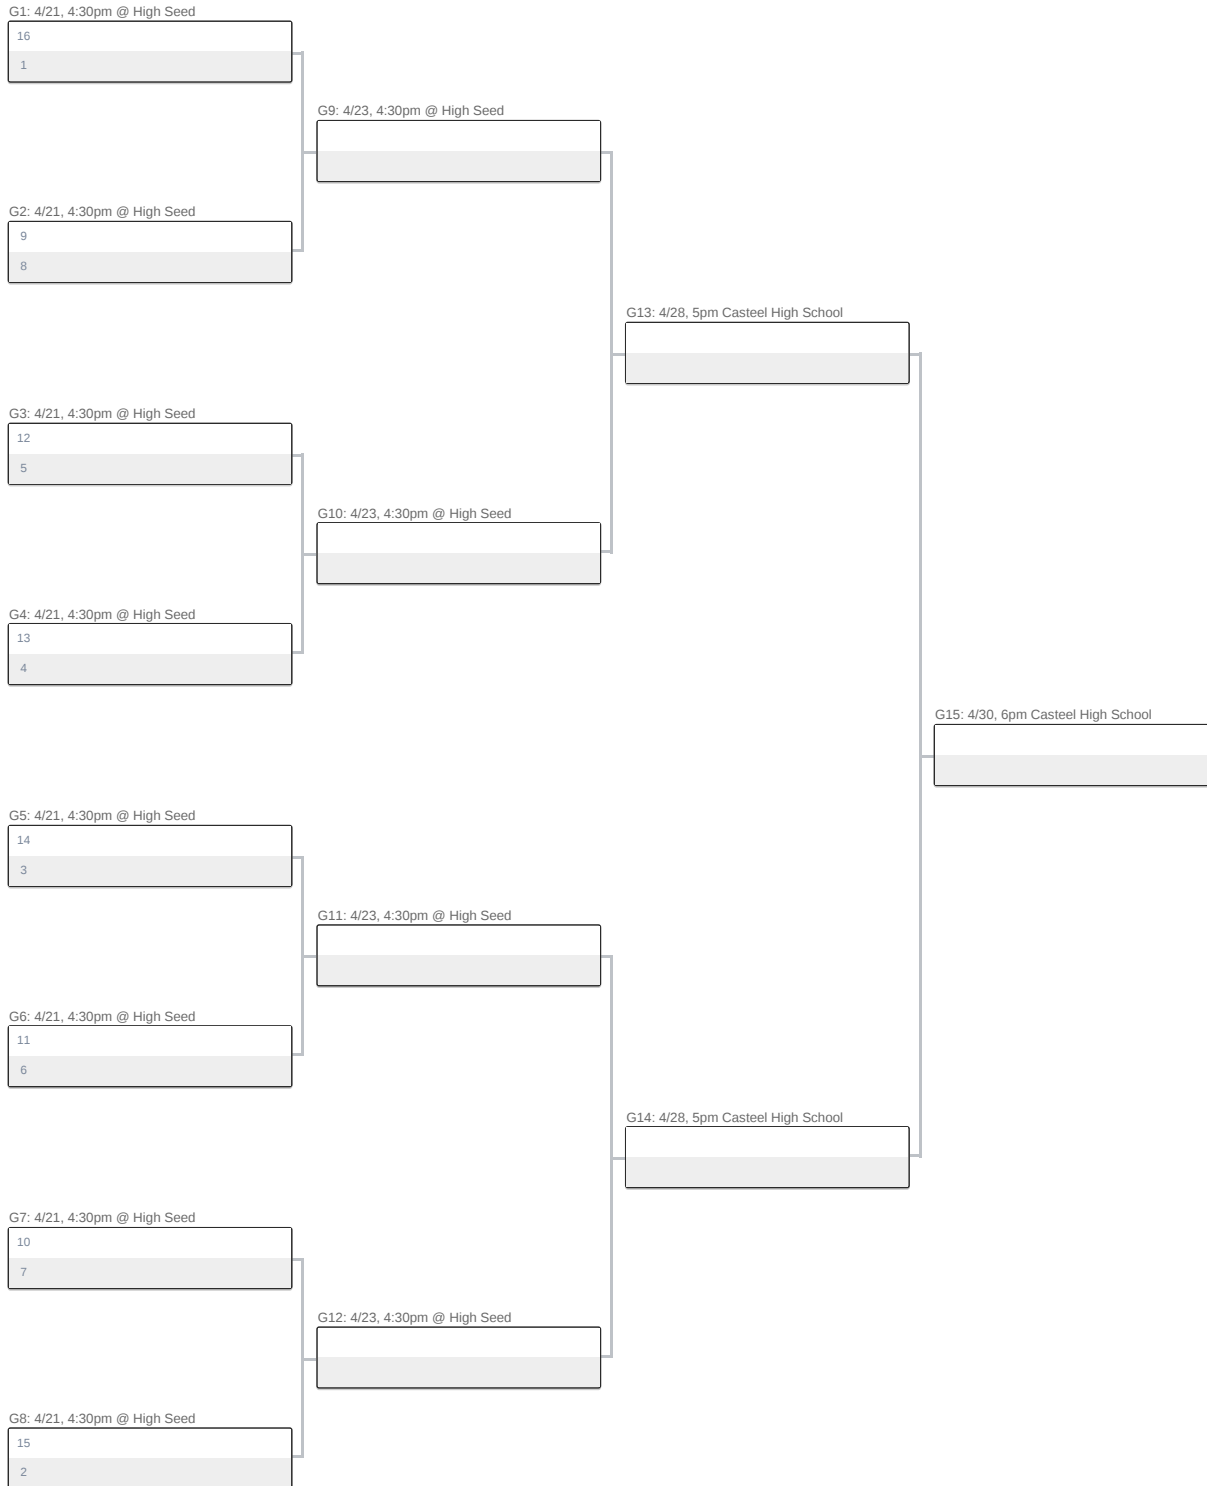 G1: 4/21, 4:30pm @ High Seed
16
1
G9: 4/23, 4:30pm @ High Seed
G2: 4/21, 4:30pm @ High Seed
9
8
G13: 4/28, 5pm Casteel High School
G3: 4/21, 4:30pm @ High Seed
12
5
G10: 4/23, 4:30pm @ High Seed
G4: 4/21, 4:30pm @ High Seed
13
4
G15: 4/30, 6pm Casteel High School
G5: 4/21, 4:30pm @ High Seed
14
3
G11: 4/23, 4:30pm @ High Seed
G6: 4/21, 4:30pm @ High Seed
11
6
G14: 4/28, 5pm Casteel High School
G7: 4/21, 4:30pm @ High Seed
10
7
G12: 4/23, 4:30pm @ High Seed
G8: 4/21, 4:30pm @ High Seed
15
2